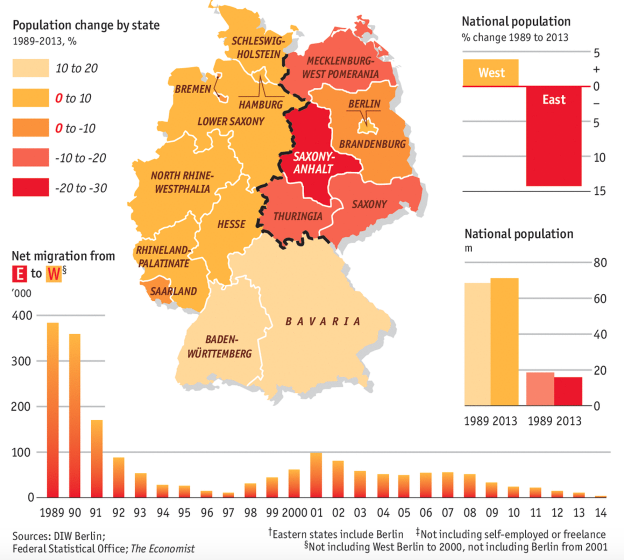 Population change by state
1989-2013, %
10 to 20
0 to 10
0 to -10
-10 to -20
-20 to -30
SCHLESWIG-
HOLSTEIN
MECKLENBURG-
WEST POMERANIA
BREMEN
HAMBURG
LOWER SAXONY
BERLIN
BRANDENBURG
SAXONY-
ANHALT
NORTH RHINE-
WESTPHALIA
HESSE
THURINGIA
SAXONY
RHINELAND-
PALATINATE
SAARLAND
BAVARIA
BADEN-
WÜRTTEMBERG
National population
% change 1989 to 2013
West
East
5
+
0
–
5
10
15
National population
m
80
60
40
20
0
1989 2013 1989 2013
Net migration from
E to W§
'000
400
300
200
100
0
1989 90 91 92 93 94 95 96 97 98 99 2000 01 02 03 04 05 06 07 08 09 10 11 12 13 14
Sources: DIW Berlin;
Federal Statistical Office; The Economist
†Eastern states include Berlin ‡Not including self-employed or freelance
§Not including West Berlin to 2000, not including Berlin from 2001